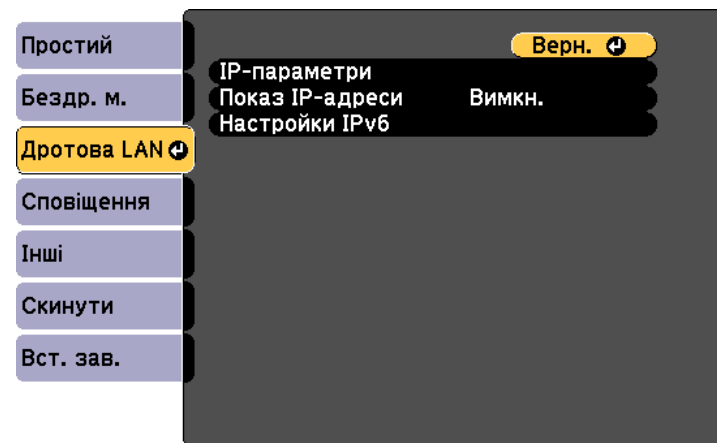 Простий
Бездр. м.
Дротова LAN
Сповіщення
Інші
Скинути
Вст. зав.
Верн.
IP-параметри
Показ IP-адреси Вимкн.
Настройки IPv6